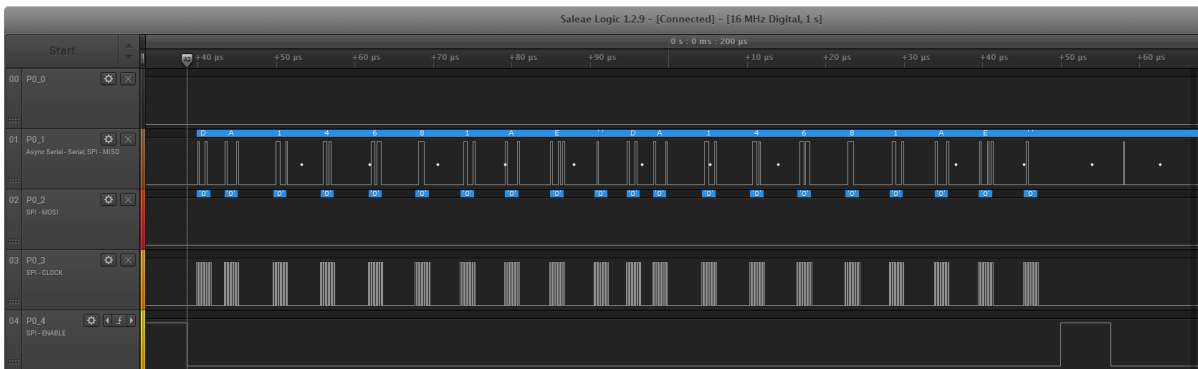 Saleae Logic 1.2.9 - [Connected] - [16 MHz Digital, 1 s]
Start
0 s : 0 ms : 200 µs
+40 µs +50 µs +60 µs +70 µs +80 µs +90 µs +10 µs +20 µs +30 µs +40 µs +50 µs +60 µs
00 P0_0
01 P0_1
Async Serial - Serial, SPI - MISO
D A 1 4 6 8 1 A E '' D A 1 4 6 8 1 A E ''
02 P0_2
SPI - MOSI
'0' '0' '0' '0' '0' '0' '0' '0' '0' '0' '0' '0' '0' '0' '0' '0' '0' '0' '0' '0'
03 P0_3
SPI - CLOCK
04 P0_4
SPI - ENABLE